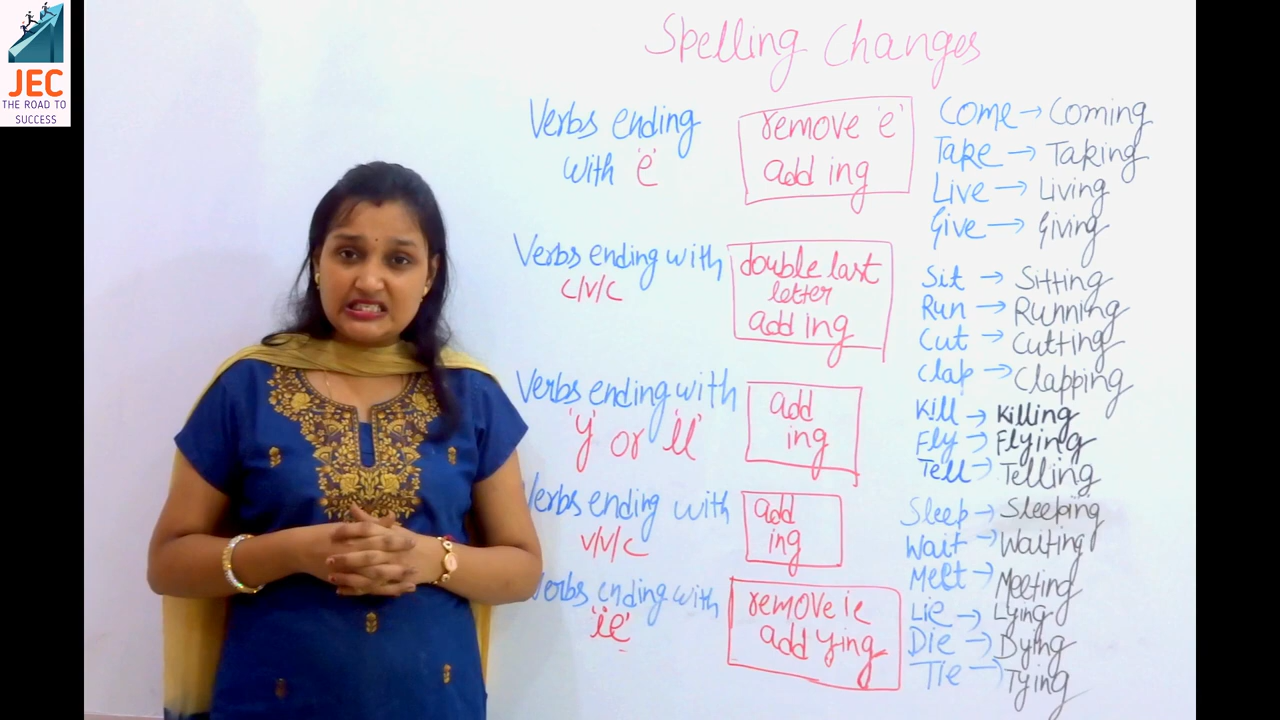 JEC
THE ROAD TO
SUCCESS
Spelling Changes
Verbs ending
with 'e'
remove 'e'
add ing
Come → Coming
Take → Taking
Live → Living
Give → Giving
Verbs ending with
c/v/c
double last
letter
add ing
Sit → Sitting
Run → Running
Cut → Cutting
Clap → Clapping
Verbs ending with
'y' or 'll'
add
ing
Kill → Killing
Fly → Flying
Tell → Telling
Verbs ending with
v/v/c
add
ing
Sleep → Sleeping
Wait → Waiting
Melt → Meeting
Verbs ending with
'ie'
remove ie
add ying
Lie → Lying
Die → Dying
Tie → Tying